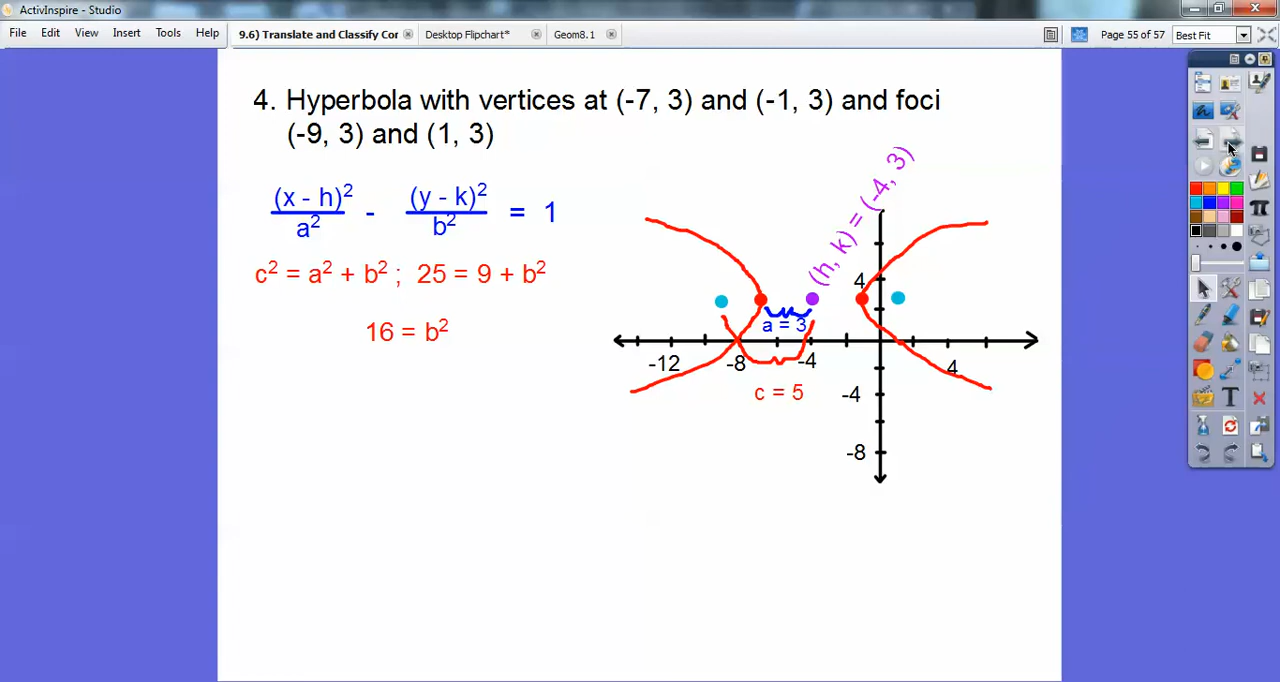 ActivInspire - Studio
File Edit View Insert Tools Help
9.6) Translate and Classify Cor
Desktop Flipchart*
Geom8.1
Page 55 of 57
Best Fit
4. Hyperbola with vertices at (-7, 3) and (-1, 3) and foci
(-9, 3) and (1, 3)
(x - h)² / a² - (y - k)² / b² = 1
c² = a² + b² ; 25 = 9 + b²
16 = b²
(h, k) = (-4, 3)
4
a = 3
-12 -8 -4 4
c = 5
-4
-8